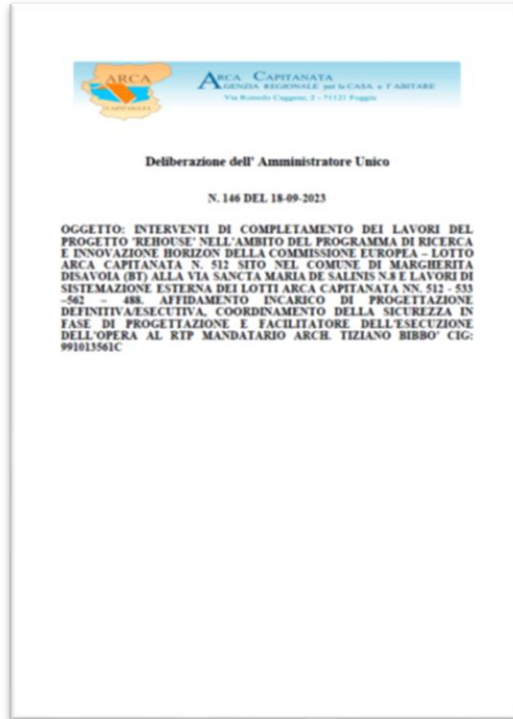 ARCA
CAPITANATA
ARCA CAPITANATA
AGENZIA REGIONALE per la CASA e l'ABITARE
Via Romolo Caggese, 2 - 71121 Foggia
Deliberazione dell' Amministratore Unico
N. 146 DEL 18-09-2023
OGGETTO: INTERVENTI DI COMPLETAMENTO DEI LAVORI DEL
PROGETTO 'REHOUSE' NELL'AMBITO DEL PROGRAMMA DI RICERCA
E INNOVAZIONE HORIZON DELLA COMMISSIONE EUROPEA – LOTTO
ARCA CAPITANATA N. 512 SITO NEL COMUNE DI MARGHERITA
DISAVOIA (BT) ALLA VIA SANCTA MARIA DE SALINIS N.8 E LAVORI DI
SISTEMAZIONE ESTERNA DEI LOTTI ARCA CAPITANATA NN. 512 - 533
–562 – 488. AFFIDAMENTO INCARICO DI PROGETTAZIONE
DEFINITIVA/ESECUTIVA, COORDINAMENTO DELLA SICUREZZA IN
FASE DI PROGETTAZIONE E FACILITATORE DELL'ESECUZIONE
DELL'OPERA AL RTP MANDATARIO ARCH. TIZIANO BIBBO' CIG:
991013561C